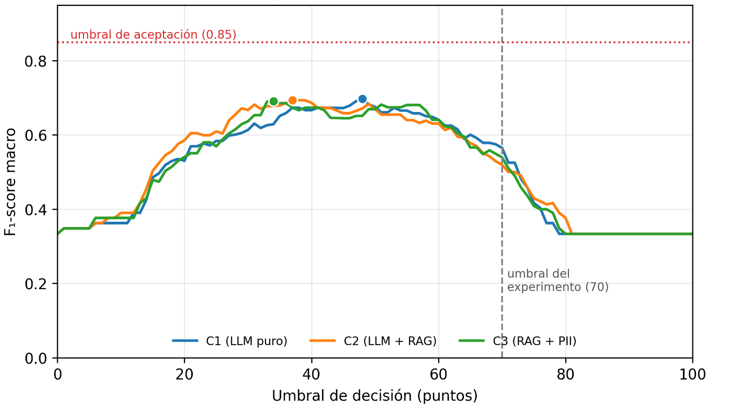 umbral de aceptación (0.85)
0.8
0.6
0.4
0.2
0.0
F₁-score macro
umbral del
experimento (70)
C1 (LLM puro)
C2 (LLM + RAG)
C3 (RAG + PII)
0
20
40
60
80
100
Umbral de decisión (puntos)